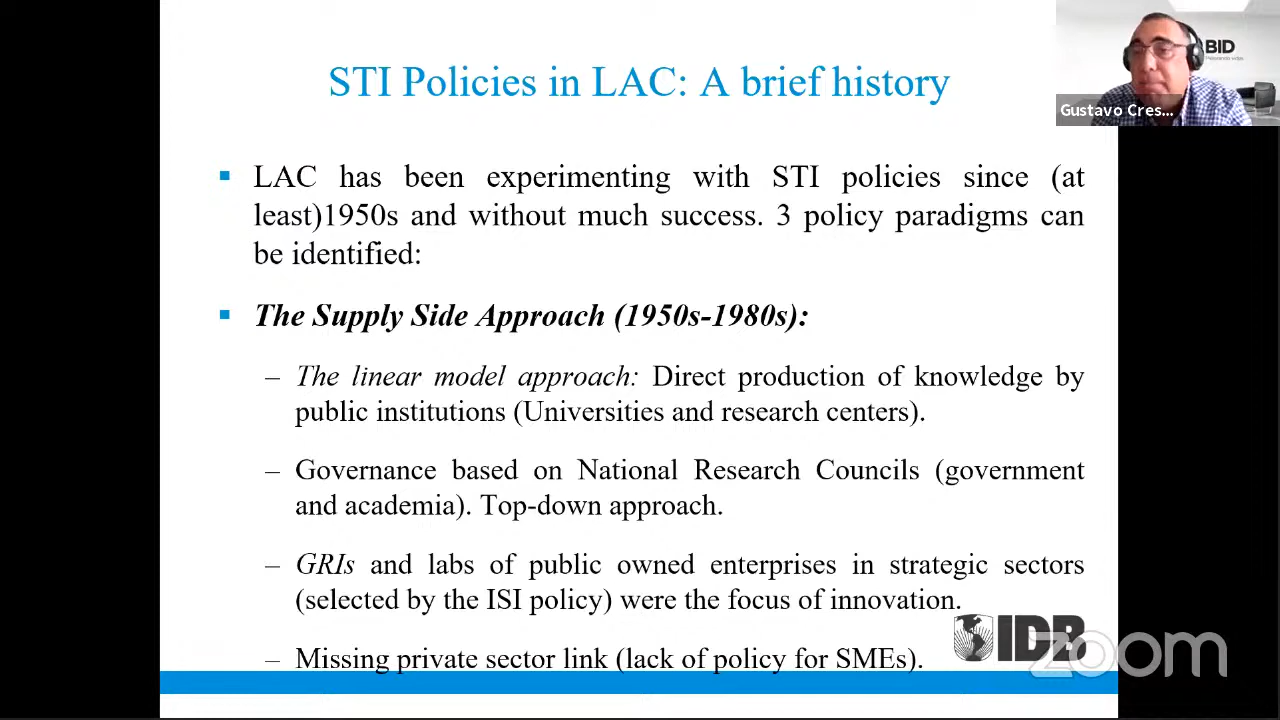 STI Policies in LAC: A brief history
BID
Gustavo Cres...
▪ LAC has been experimenting with STI policies since (at
least)1950s and without much success. 3 policy paradigms can
be identified:
▪ The Supply Side Approach (1950s-1980s):
– The linear model approach: Direct production of knowledge by
public institutions (Universities and research centers).
– Governance based on National Research Councils (government
and academia). Top-down approach.
– GRIs and labs of public owned enterprises in strategic sectors
(selected by the ISI policy) were the focus of innovation.
– Missing private sector link (lack of policy for SMEs).
IDB
zoom